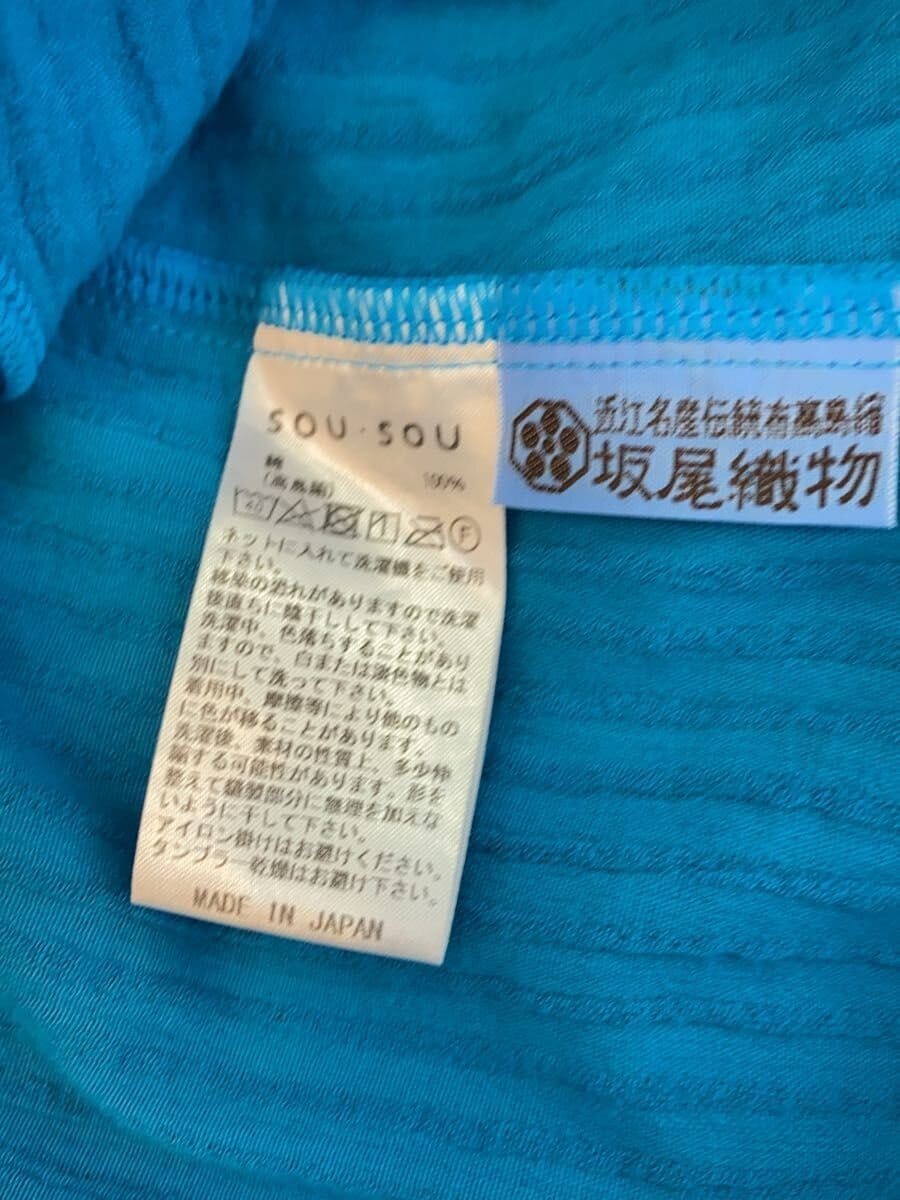 SOU・SOU
綿 100%
(高島縮)
40 F
ネットに入れて洗濯機をご使用
下さい。
移染の恐れがありますので洗濯
後直ちに陰干しして下さい。
洗濯中、色落ちすることがあり
ますので、白または淡色物とは
別にして洗って下さい。
着用中、摩擦等により他のもの
に色が移ることがあります。
洗濯後、素材の性質上、多少伸
縮する可能性があります。形を
整えて縫製部分に無理を加えな
いように干して下さい。
アイロン掛けはお避けください。
タンブラー乾燥はお避け下さい。
MADE IN JAPAN
近江名産伝統布高島縮
坂尾織物